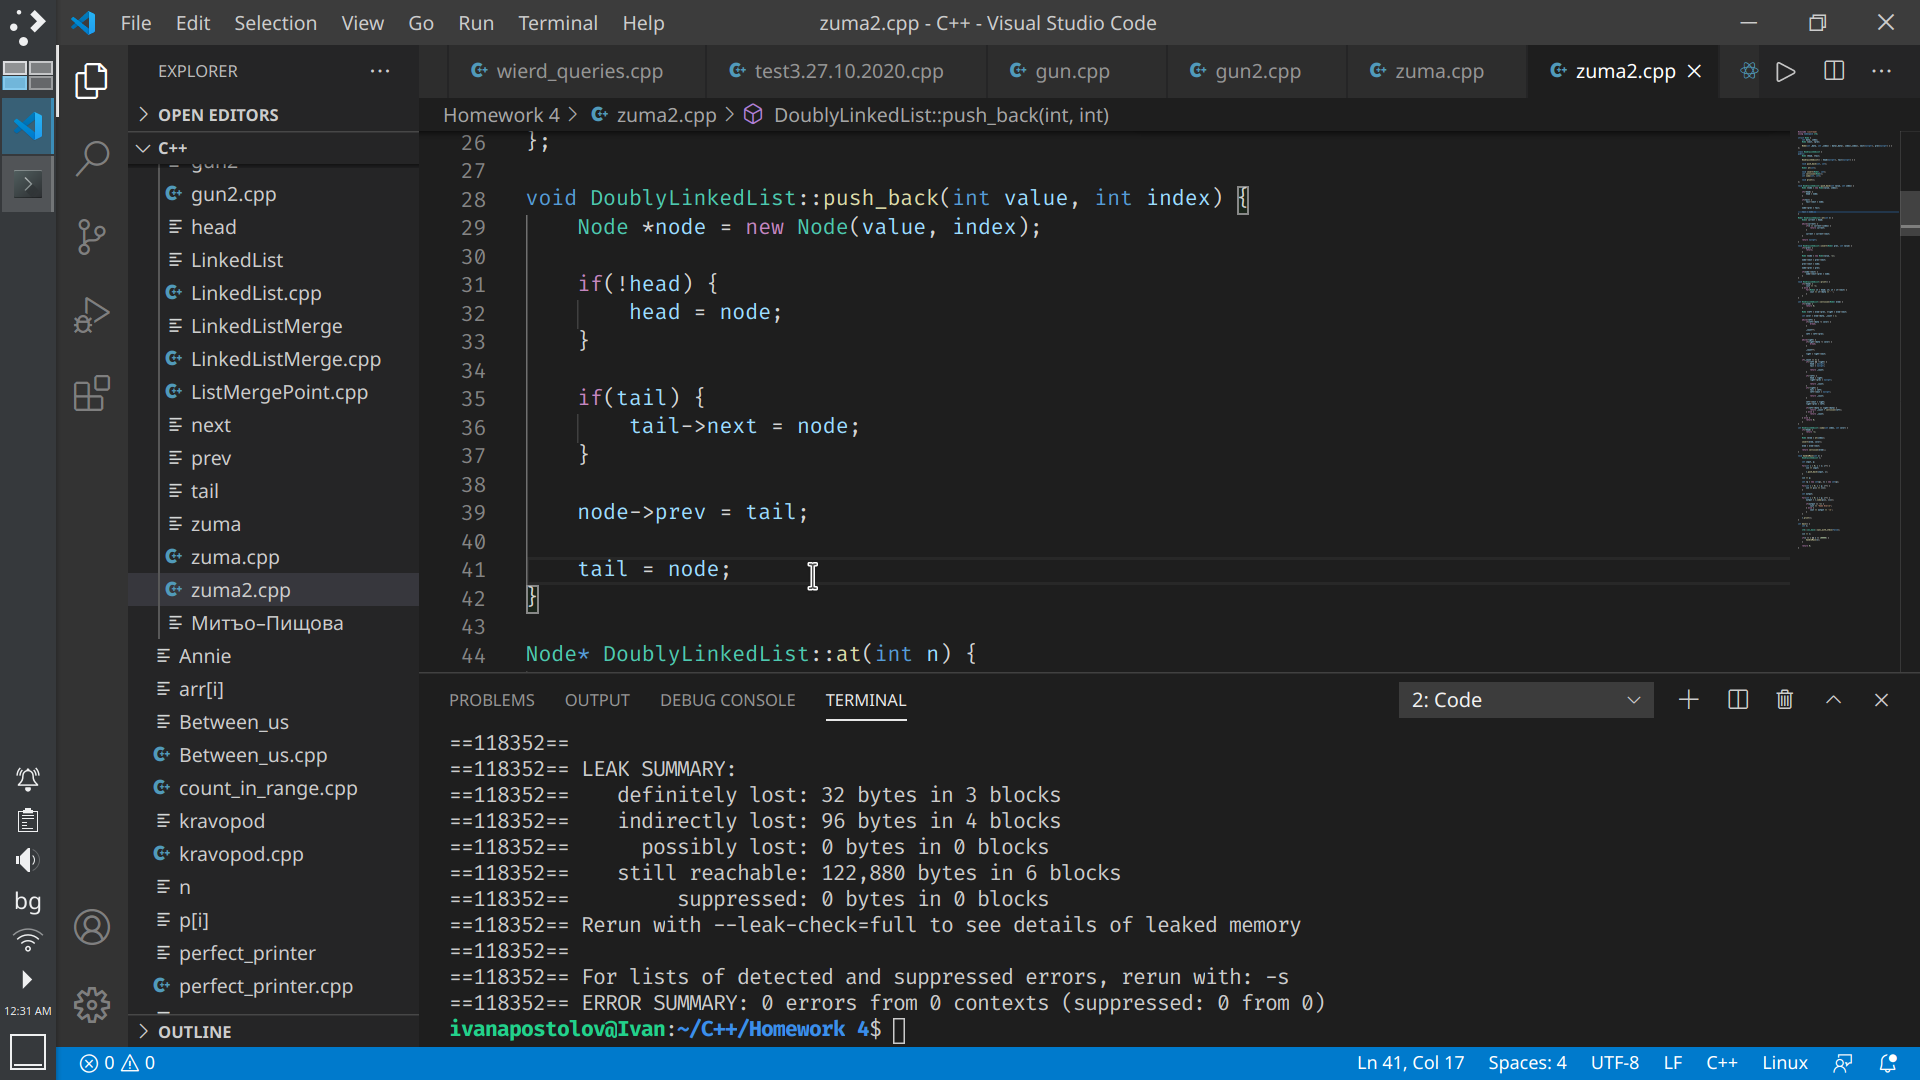 File Edit Selection View Go Run Terminal Help
zuma2.cpp - C++ - Visual Studio Code
EXPLORER
wierd_queries.cpp
test3.27.10.2020.cpp
gun.cpp
gun2.cpp
zuma.cpp
zuma2.cpp
OPEN EDITORS
Homework 4 > zuma2.cpp > DoublyLinkedList::push_back(int, int)
C++
gun2
gun2.cpp
head
LinkedList
LinkedList.cpp
LinkedListMerge
LinkedListMerge.cpp
ListMergePoint.cpp
next
prev
tail
zuma
zuma.cpp
zuma2.cpp
Митъо–Пищова
Annie
arr[i]
Between_us
Between_us.cpp
count_in_range.cpp
kravopod
kravopod.cpp
n
p[i]
perfect_printer
perfect_printer.cpp
OUTLINE
26 };
27
28 void DoublyLinkedList::push_back(int value, int index) {
29 Node *node = new Node(value, index);
30
31 if(!head) {
32 head = node;
33 }
34
35 if(tail) {
36 tail->next = node;
37 }
38
39 node->prev = tail;
40
41 tail = node;
42 }
43
44 Node* DoublyLinkedList::at(int n) {
PROBLEMS OUTPUT DEBUG CONSOLE TERMINAL
2: Code
==118352==
==118352== LEAK SUMMARY:
==118352== definitely lost: 32 bytes in 3 blocks
==118352== indirectly lost: 96 bytes in 4 blocks
==118352== possibly lost: 0 bytes in 0 blocks
==118352== still reachable: 122,880 bytes in 6 blocks
==118352== suppressed: 0 bytes in 0 blocks
==118352== Rerun with --leak-check=full to see details of leaked memory
==118352==
==118352== For lists of detected and suppressed errors, rerun with: -s
==118352== ERROR SUMMARY: 0 errors from 0 contexts (suppressed: 0 from 0)
ivanapostolov@Ivan:~/C++/Homework 4$
bg
12:31 AM
0 0
Ln 41, Col 17 Spaces: 4 UTF-8 LF C++ Linux